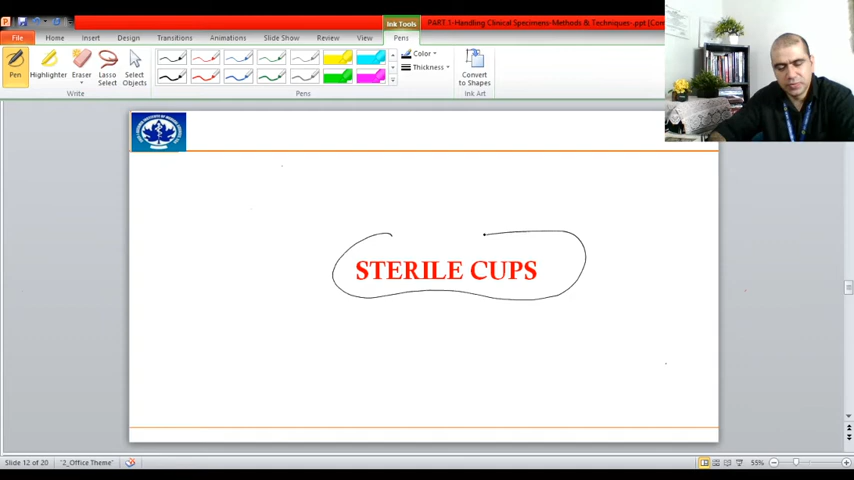 Ink Tools
PART 1-Handling Clinical Specimens-Methods & Techniques-.ppt [Com
File Home Insert Design Transitions Animations Slide Show Review View Pens
Pen Highlighter Eraser Lasso Select Select Objects
Color
Thickness
Convert to Shapes
Write Pens Ink Art
STERILE CUPS
Slide 12 of 20 "2_Office Theme" 55%